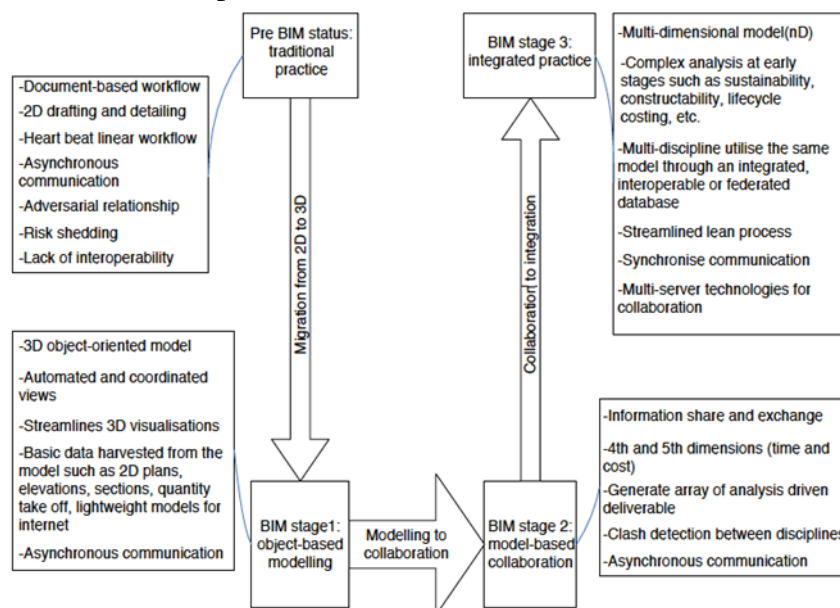 Pre BIM status:
traditional
practice
-Document-based workflow
-2D drafting and detailing
-Heart beat linear workflow
-Asynchronous
communication
-Adversarial relationship
-Risk shedding
-Lack of interoperability
Migration from 2D to 3D
-3D object-oriented model
-Automated and coordinated
views
-Streamlines 3D visualisations
-Basic data harvested from the
model such as 2D plans,
elevations, sections, quantity
take off, lightweight models for
internet
-Asynchronous communication
BIM stage1:
object-based
modelling
Modelling to
collaboration
BIM stage 2:
model-based
collaboration
-Information share and exchange
-4th and 5th dimensions (time and
cost)
-Generate array of analysis driven
deliverable
-Clash detection between disciplines
-Asynchronous communication
Collaboration to integration
BIM stage 3:
integrated practice
-Multi-dimensional model(nD)
-Complex analysis at early
stages such as sustainability,
constructability, lifecycle
costing, etc.
-Multi-discipline utilise the same
model through an integrated,
interoperable or federated
database
-Streamlined lean process
-Synchronise communication
-Multi-server technologies for
collaboration